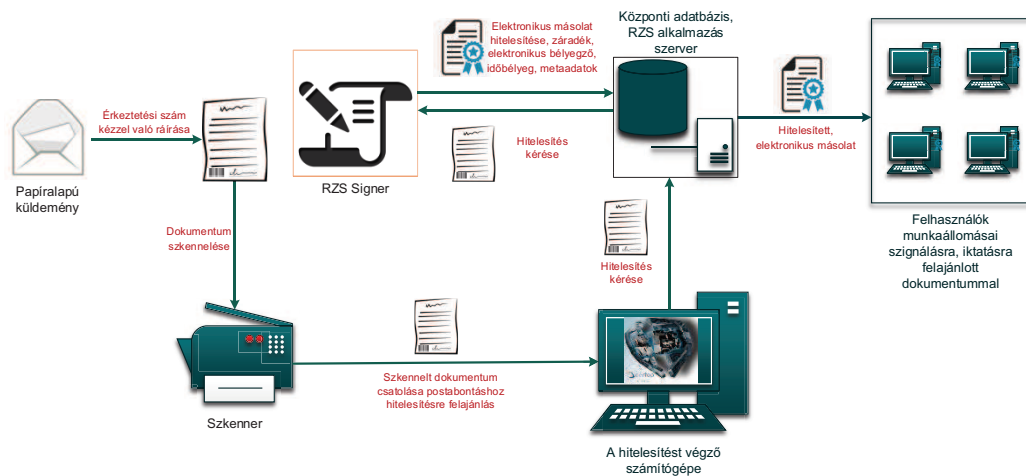 Elektronikus másolat
hitelesítése, záradék,
elektronikus bélyegző,
időbélyeg, metaadatok
Központi adatbázis,
RZS alkalmazás
szerver
Érkeztetési szám
kézzel való ráírása
Hitelesítés
kérése
Hitelesített,
elektronikus másolat
Papíralapú
küldemény
RZS Signer
Dokumentum
szkennelése
Hitelesítés
kérése
Felhasználók
munkaállomásai
szignálásra, iktatásra
felajánlott
dokumentummal
Szkennelt dokumentum
csatolása postabontáshoz
hitelesítésre felajánlás
Szkenner
A hitelesítést végző
számítógépe